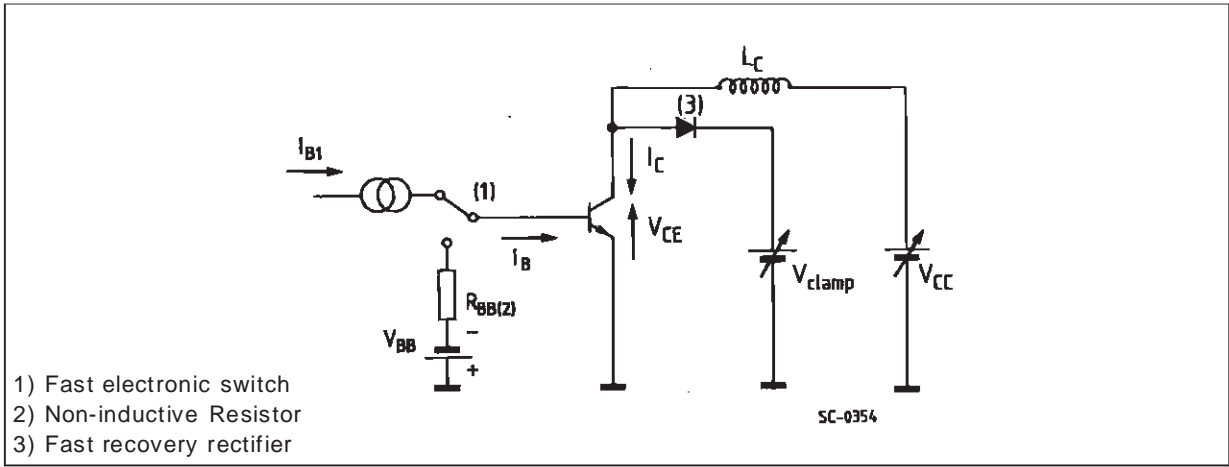 L_C
(3)
I_B1
(1)
I_C
V_CE
I_B
V_clamp
V_CC
R_BB(2)
V_BB
-
+
1) Fast electronic switch
2) Non-inductive Resistor
3) Fast recovery rectifier
SC-0354